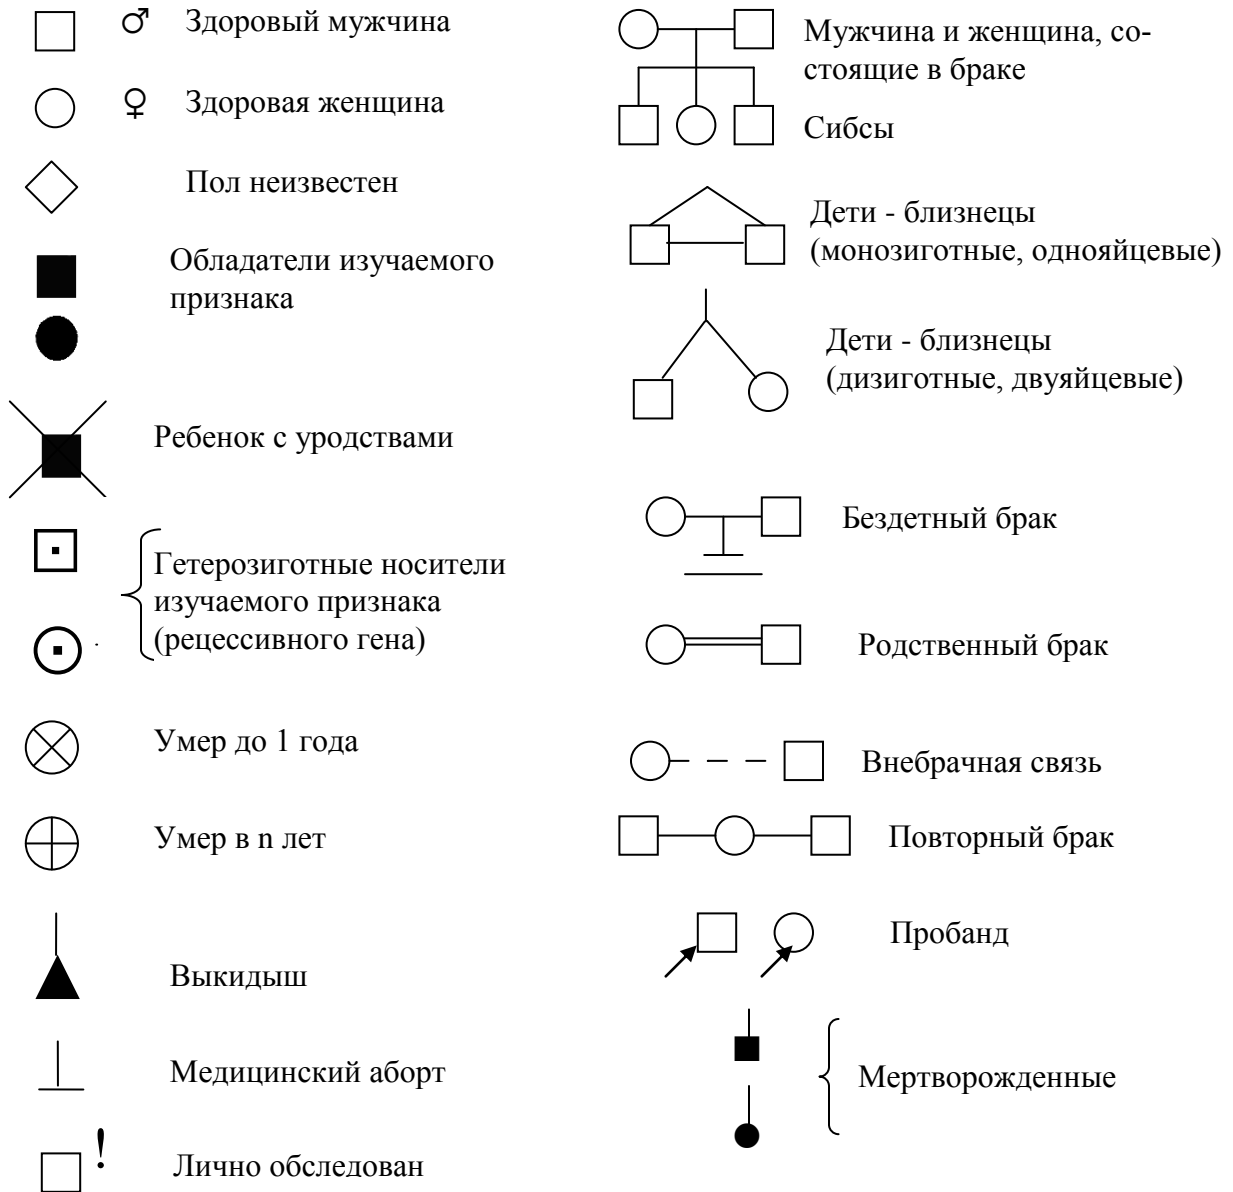 ♂ Здоровый мужчина
♀ Здоровая женщина
Пол неизвестен
Обладатели изучаемого
признака
Ребенок с уродствами
Гетерозиготные носители
изучаемого признака
(рецессивного гена)
Умер до 1 года
Умер в n лет
Выкидыш
Медицинский аборт
! Лично обследован
Мужчина и женщина, со-
стоящие в браке
Сибсы
Дети - близнецы
(монозиготные, однояйцевые)
Дети - близнецы
(дизиготные, двуяйцевые)
Бездетный брак
Родственный брак
Внебрачная связь
Повторный брак
Пробанд
Мертворожденные